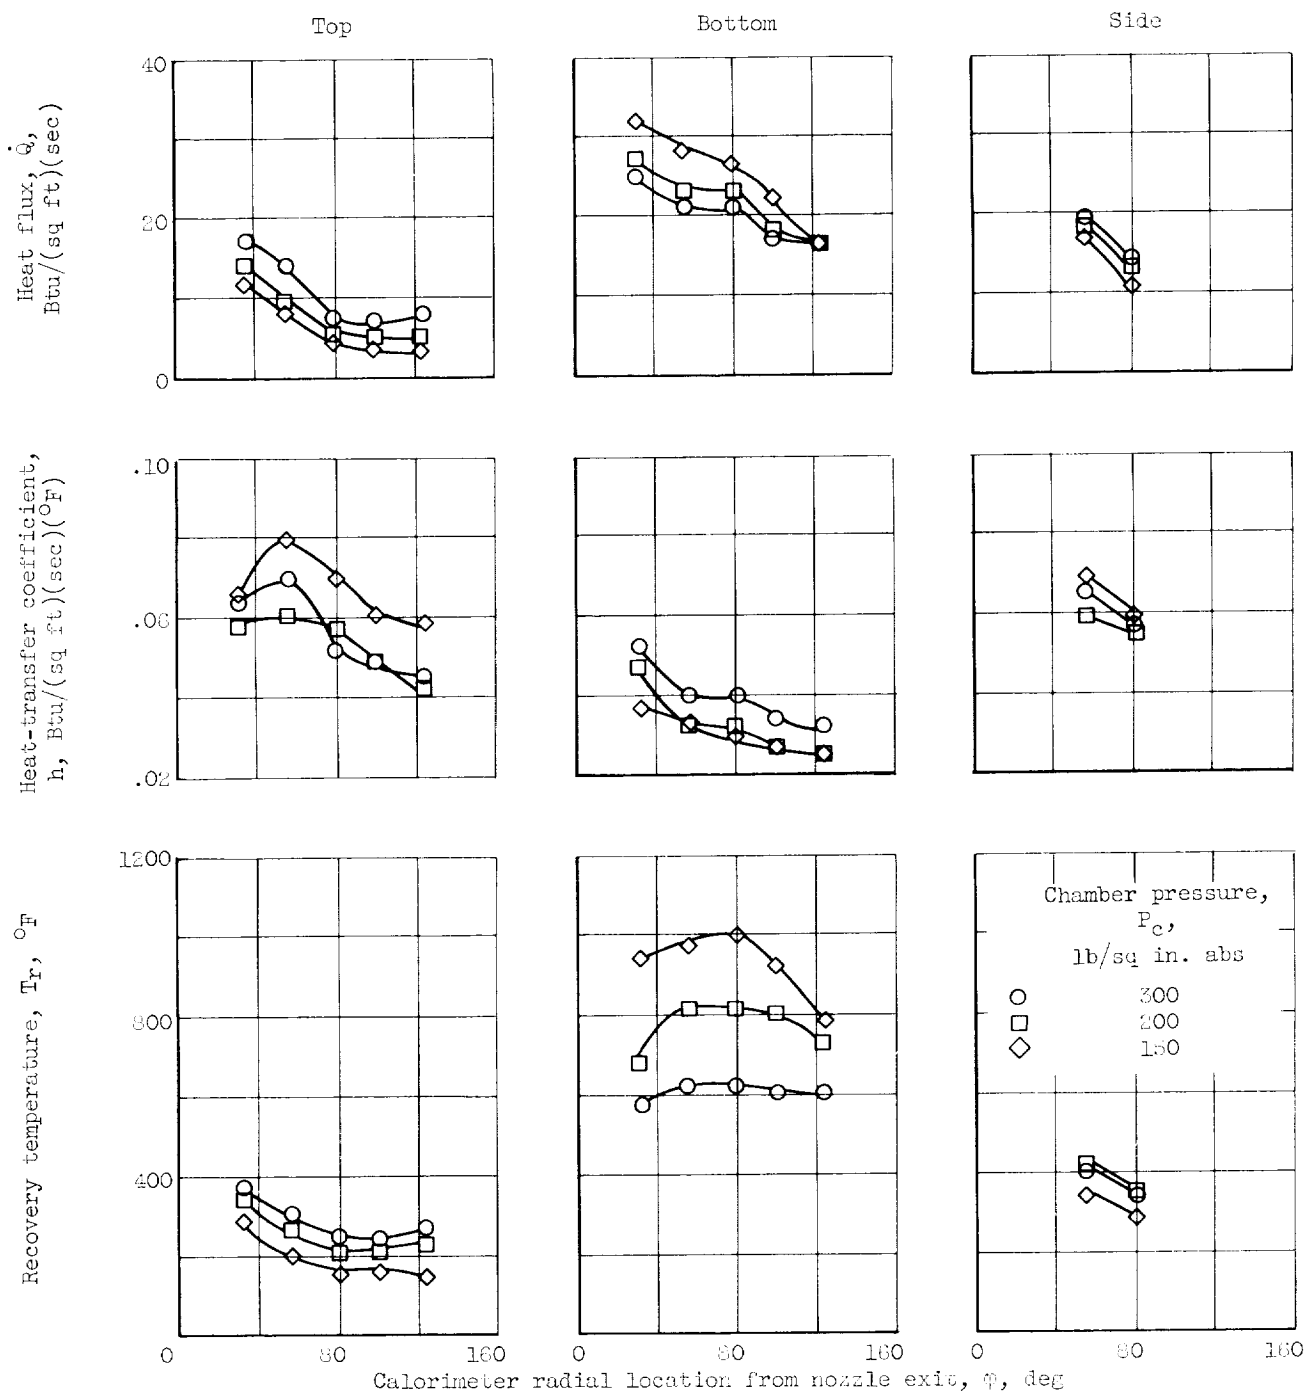 Top
Bottom
Side
Heat flux, Q̇,
Btu/(sq ft)(sec)
40
20
0
Heat-transfer coefficient,
h, Btu/(sq ft)(sec)(°F)
.10
.06
.02
Recovery temperature, Tr, °F
1200
800
400
Chamber pressure,
Pc,
lb/sq in. abs
300
200
150
0 80 160 0 80 160 0 80 160
Calorimeter radial location from nozzle exit, φ, deg